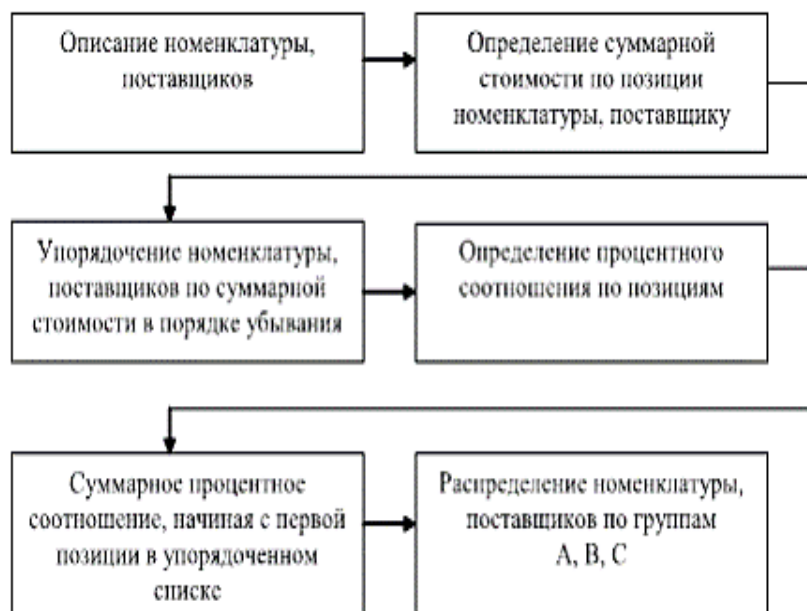 Описание номенклатуры,
поставщиков
Определение суммарной
стоимости по позиции
номенклатуры, поставщику
Упорядочение номенклатуры,
поставщиков по суммарной
стоимости в порядке убывания
Определение процентного
соотношения по позициям
Суммарное процентное
соотношение, начиная с первой
позиции в упорядоченном
списке
Распределение номенклатуры,
поставщиков по группам
А, В, С